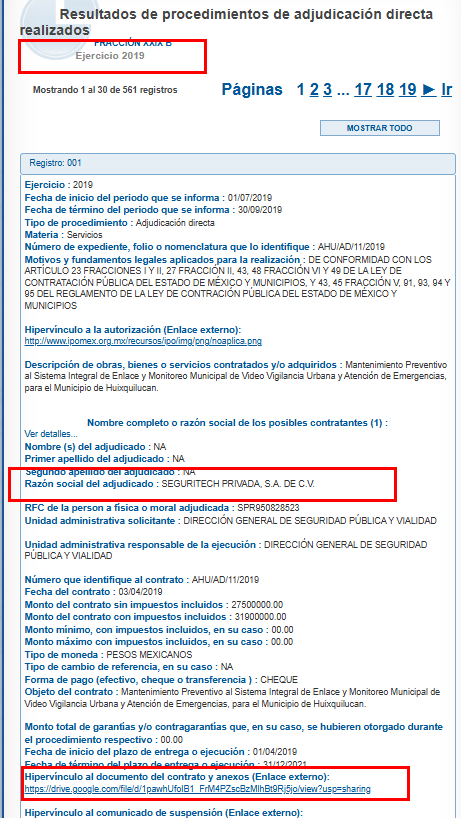 Resultados de procedimientos de adjudicación directa
realizados
FRACCIÓN XXIX B
Ejercicio 2019
Mostrando 1 al 30 de 561 registros
Páginas 1 2 3 ... 17 18 19 ► Ir
MOSTRAR TODO
Registro: 001
Ejercicio : 2019
Fecha de inicio del periodo que se informa : 01/07/2019
Fecha de término del periodo que se informa : 30/09/2019
Tipo de procedimiento : Adjudicación directa
Materia : Servicios
Número de expediente, folio o nomenclatura que lo identifique : AHU/AD/11/2019
Motivos y fundamentos legales aplicados para la realización : DE CONFORMIDAD CON LOS
ARTÍCULO 23 FRACCIONES I Y II, 27 FRACCIÓN II, 43, 48 FRACCIÓN VI Y 49 DE LA LEY DE
CONTRATACIÓN PÚBLICA DEL ESTADO DE MÉXICO Y MUNICIPIOS, Y 43, 45 FRACCIÓN V, 91, 93, 94 Y
95 DEL REGLAMENTO DE LA LEY DE CONTRACIÓN PÚBLICA DEL ESTADO DE MÉXICO Y
MUNICIPIOS
Hipervínculo a la autorización (Enlace externo):
http://www.ipomex.org.mx/recursos/ipo/img/png/noaplica.png
Descripción de obras, bienes o servicios contratados y/o adquiridos : Mantenimiento Preventivo
al Sistema Integral de Enlace y Monitoreo Municipal de Video Vigilancia Urbana y Atención de Emergencias,
para el Municipio de Huixquilucan.
Nombre completo o razón social de los posibles contratantes (1) :
Ver detalles...
Nombre (s) del adjudicado : NA
Primer apellido del adjudicado : NA
Segundo apellido del adjudicado : NA
Razón social del adjudicado : SEGURITECH PRIVADA, S.A. DE C.V.
RFC de la person a física o moral adjudicada : SPR950828523
Unidad administrativa solicitante : DIRECCIÓN GENERAL DE SEGURIDAD PÚBLICA Y VIALIDAD
Unidad administrativa responsable de la ejecución : DIRECCIÓN GENERAL DE SEGURIDAD
PÚBLICA Y VIALIDAD
Número que identifique al contrato : AHU/AD/11/2019
Fecha del contrato : 03/04/2019
Monto del contrato sin impuestos incluidos : 27500000.00
Monto del contrato con impuestos incluidos : 31900000.00
Monto mínimo, con impuestos incluidos, en su caso : 00.00
Monto máximo con impuestos incluidos, en su caso : 00.00
Tipo de moneda : PESOS MEXICANOS
Tipo de cambio de referencia, en su caso : NA
Forma de pago (efectivo, cheque o transferencia ) : CHEQUE
Objeto del contrato : Mantenimiento Preventivo al Sistema Integral de Enlace y Monitoreo Municipal de
Video Vigilancia Urbana y Atención de Emergencias, para el Municipio de Huixquilucan.
Monto total de garantías y/o contragarantías que, en su caso, se hubieren otorgado durante
el procedimiento respectivo : 00.00
Fecha de inicio del plazo de entrega o ejecución : 01/04/2019
Fecha de término del plazo de entrega o ejecución : 31/12/2021
Hipervínculo al documento del contrato y anexos (Enlace externo):
https://drive.google.com/file/d/1pawhUfolB1_FrM4PZscBzMlhBt9Rj5jo/view?usp=sharing
Hipervínculo al comunicado de suspensión (Enlace externo):